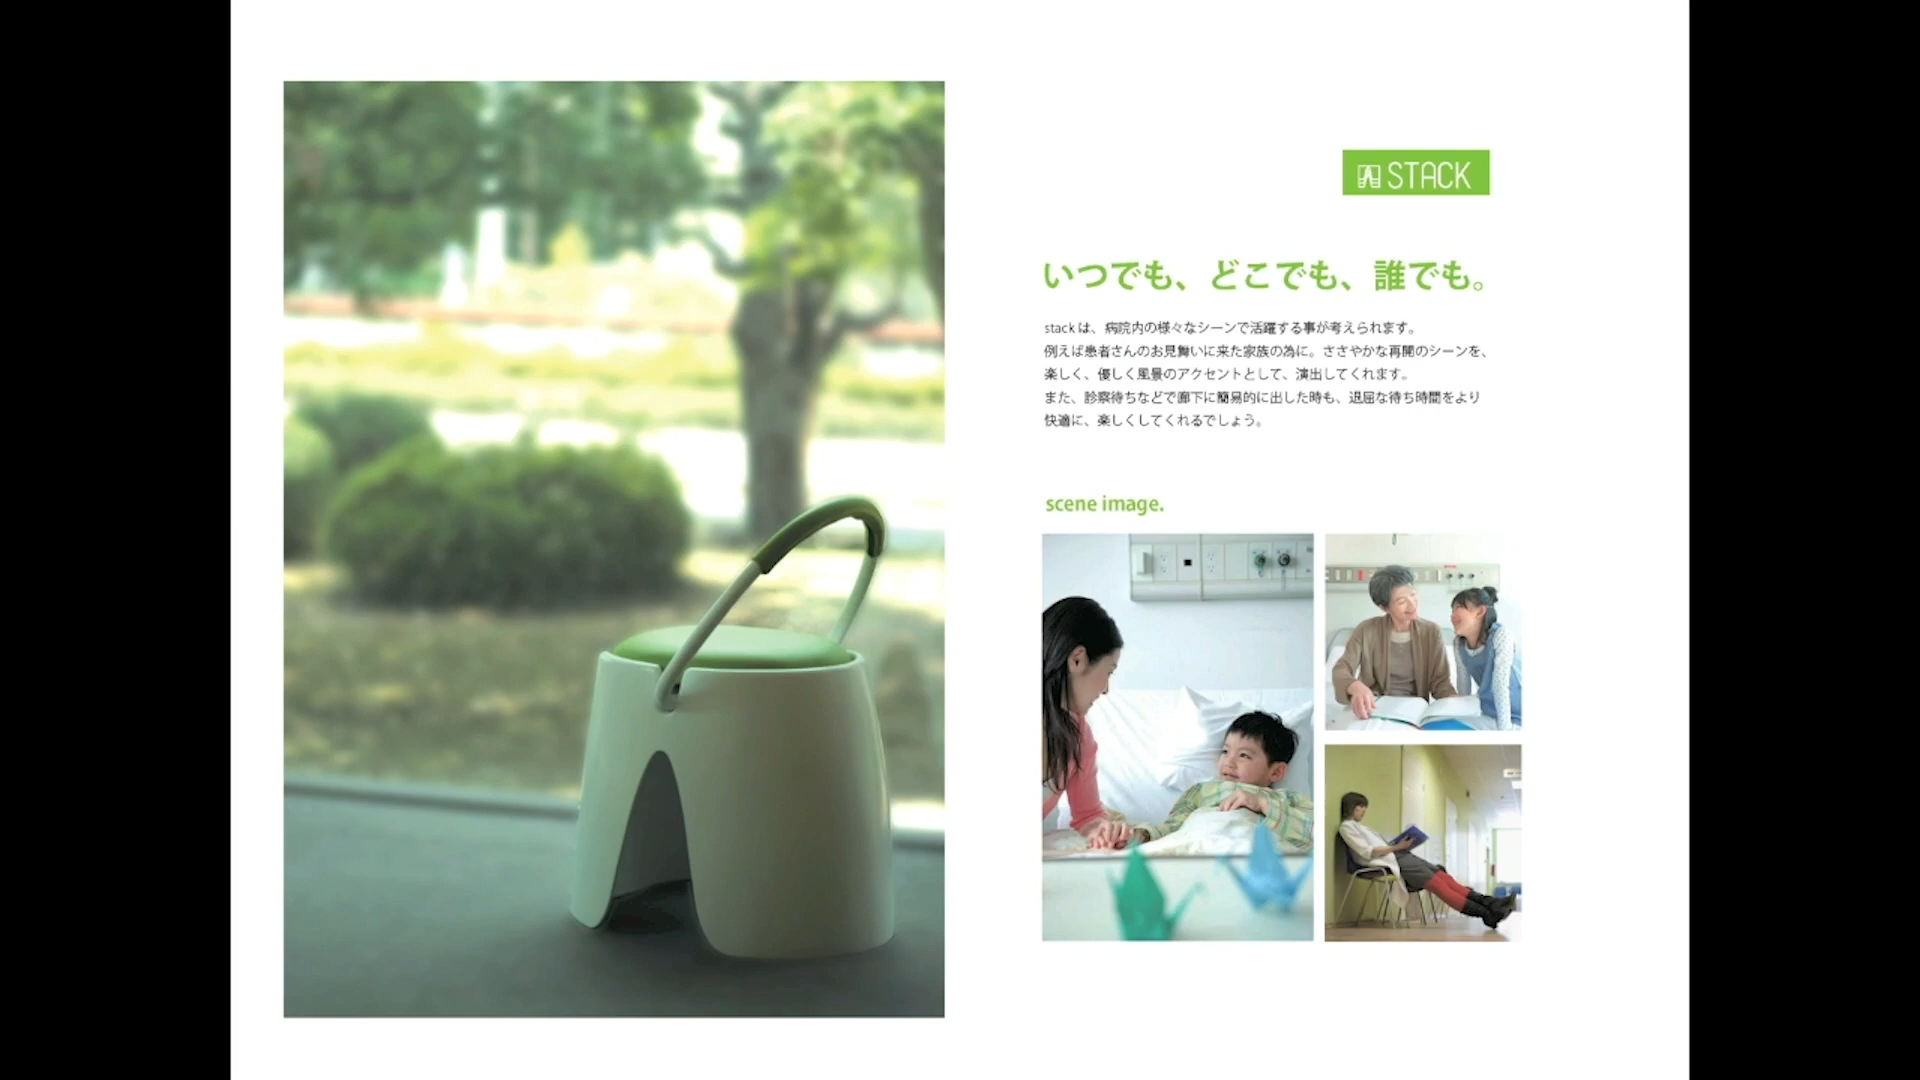 STACK
いつでも、どこでも、誰でも。
stack は、病院内の様々なシーンで活躍する事が考えられます。
例えば患者さんのお見舞いに来た家族の為に。ささやかな再開のシーンを、
楽しく、優しく風景のアクセントとして、演出してくれます。
また、診察待ちなどで廊下に簡易的に出した時も、退屈な待ち時間をより
快適に、楽しくしてくれるでしょう。
scene image.